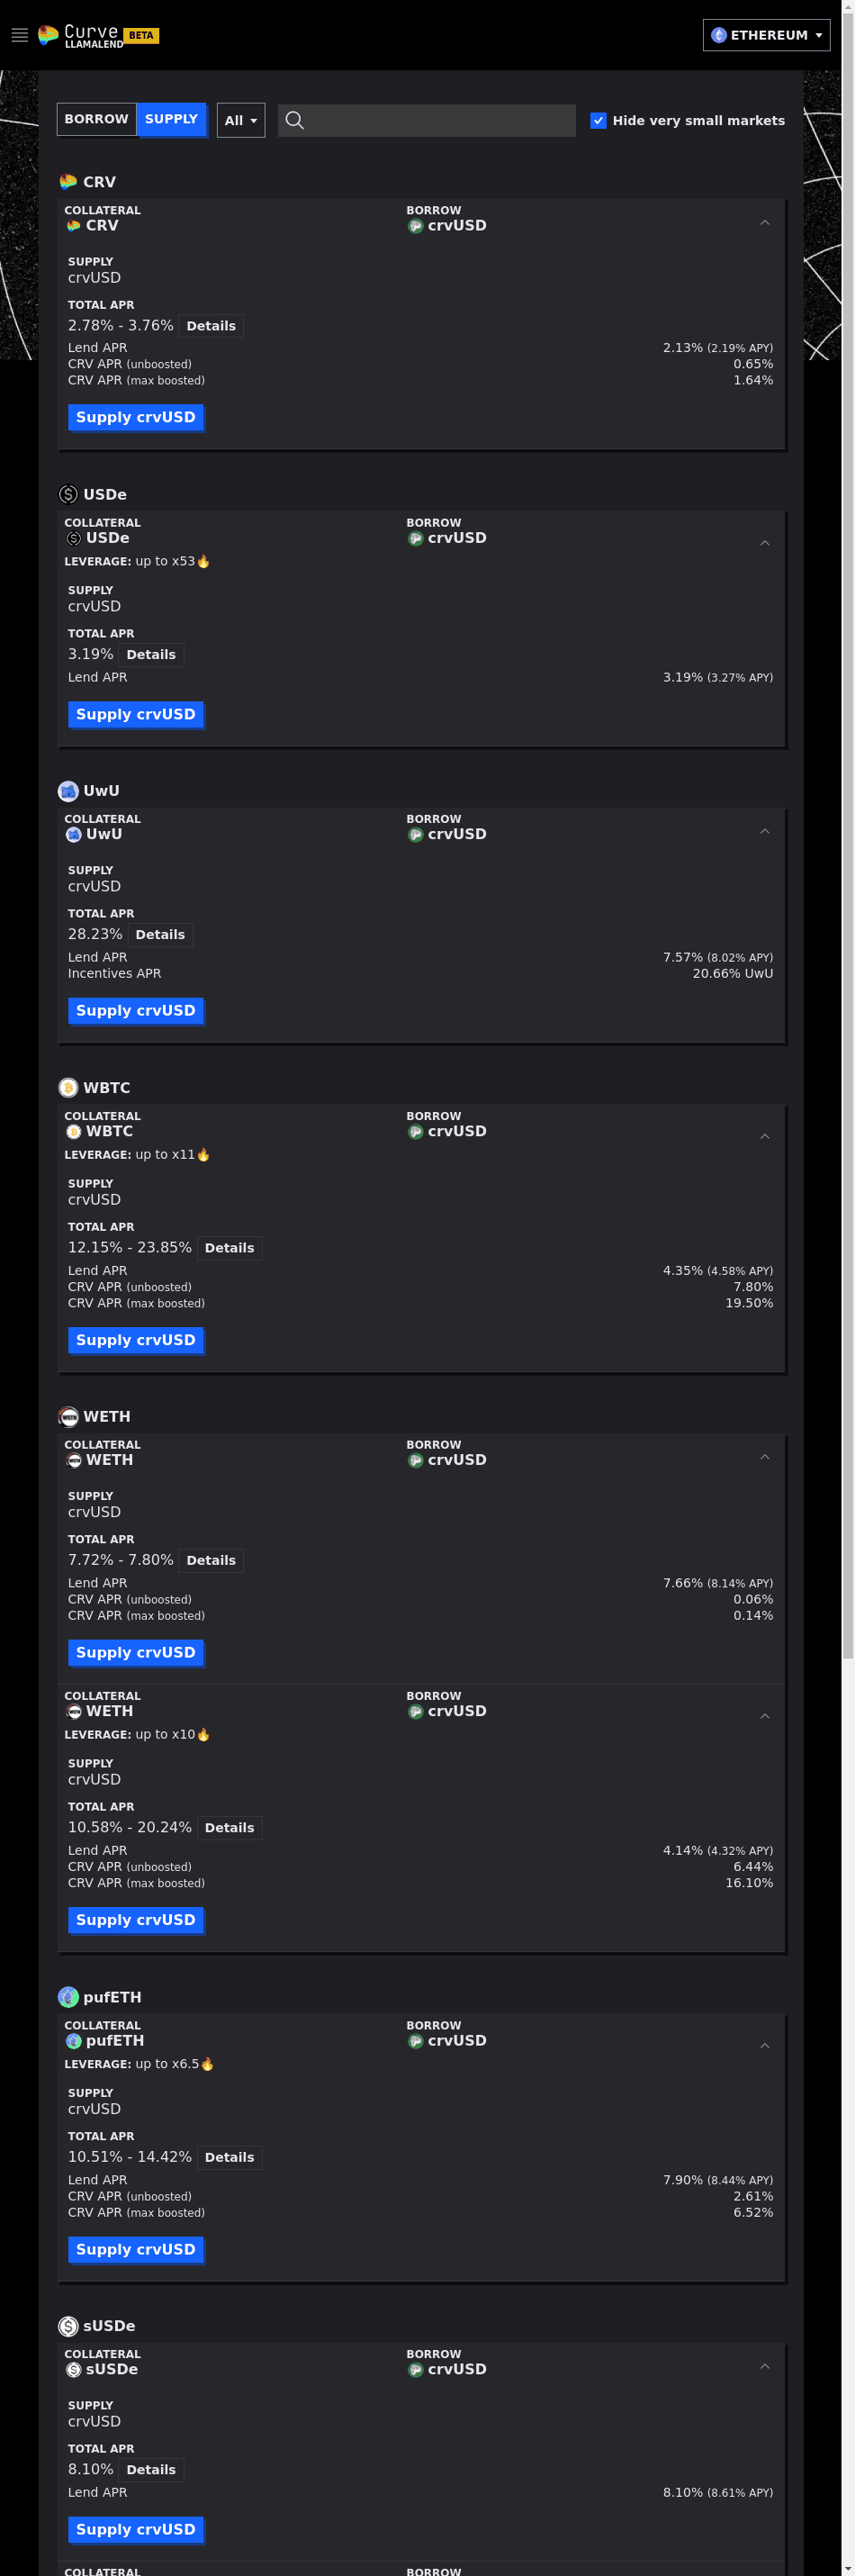 Curve
LLAMALEND BETA
ETHEREUM
BORROW SUPPLY All Hide very small markets
CRV
COLLATERAL BORROW
CRV crvUSD
SUPPLY
crvUSD
TOTAL APR
2.78% - 3.76% Details
Lend APR 2.13% (2.19% APY)
CRV APR (unboosted) 0.65%
CRV APR (max boosted) 1.64%
Supply crvUSD
USDe
COLLATERAL BORROW
USDe crvUSD
LEVERAGE: up to x53🔥
SUPPLY
crvUSD
TOTAL APR
3.19% Details
Lend APR 3.19% (3.27% APY)
Supply crvUSD
UwU
COLLATERAL BORROW
UwU crvUSD
SUPPLY
crvUSD
TOTAL APR
28.23% Details
Lend APR 7.57% (8.02% APY)
Incentives APR 20.66% UwU
Supply crvUSD
WBTC
COLLATERAL BORROW
WBTC crvUSD
LEVERAGE: up to x11🔥
SUPPLY
crvUSD
TOTAL APR
12.15% - 23.85% Details
Lend APR 4.35% (4.58% APY)
CRV APR (unboosted) 7.80%
CRV APR (max boosted) 19.50%
Supply crvUSD
WETH
COLLATERAL BORROW
WETH crvUSD
SUPPLY
crvUSD
TOTAL APR
7.72% - 7.80% Details
Lend APR 7.66% (8.14% APY)
CRV APR (unboosted) 0.06%
CRV APR (max boosted) 0.14%
Supply crvUSD
COLLATERAL BORROW
WETH crvUSD
LEVERAGE: up to x10🔥
SUPPLY
crvUSD
TOTAL APR
10.58% - 20.24% Details
Lend APR 4.14% (4.32% APY)
CRV APR (unboosted) 6.44%
CRV APR (max boosted) 16.10%
Supply crvUSD
pufETH
COLLATERAL BORROW
pufETH crvUSD
LEVERAGE: up to x6.5🔥
SUPPLY
crvUSD
TOTAL APR
10.51% - 14.42% Details
Lend APR 7.90% (8.44% APY)
CRV APR (unboosted) 2.61%
CRV APR (max boosted) 6.52%
Supply crvUSD
sUSDe
COLLATERAL BORROW
sUSDe crvUSD
SUPPLY
crvUSD
TOTAL APR
8.10% Details
Lend APR 8.10% (8.61% APY)
Supply crvUSD
COLLATERAL BORROW